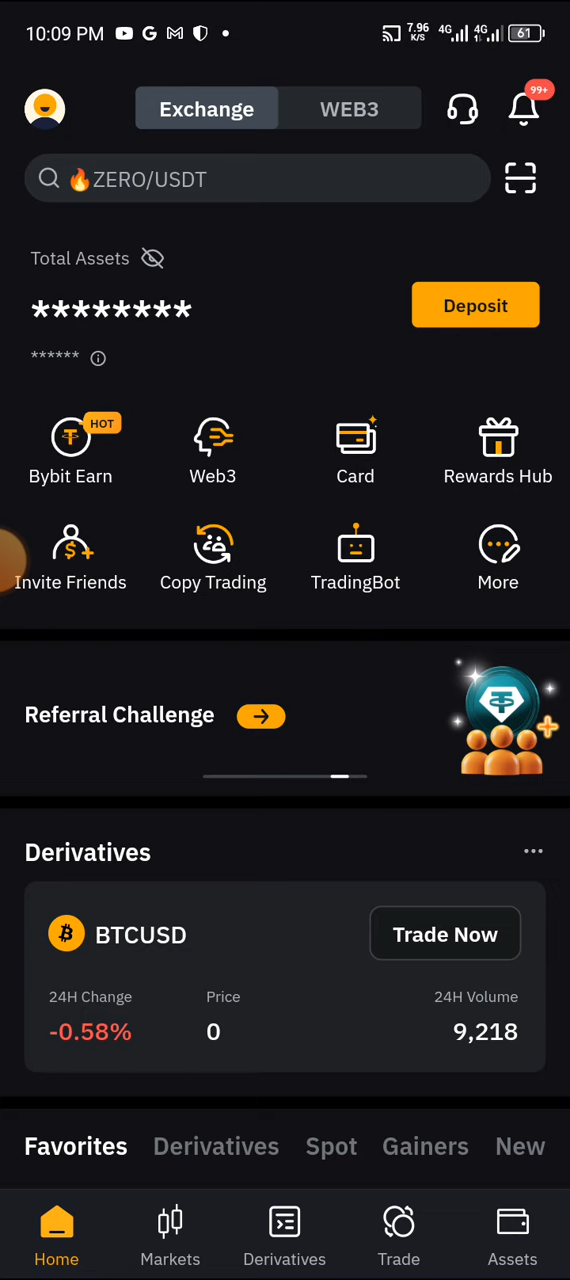 10:09 PM
7.96
K/S
4G
4G
61
Exchange
WEB3
99+
🔥ZERO/USDT
Total Assets
********
Deposit
******
HOT
Bybit Earn
Web3
Card
Rewards Hub
Invite Friends
Copy Trading
TradingBot
More
Referral Challenge
Derivatives
BTCUSD
Trade Now
24H Change
Price
24H Volume
-0.58%
0
9,218
Favorites
Derivatives
Spot
Gainers
New
Home
Markets
Derivatives
Trade
Assets